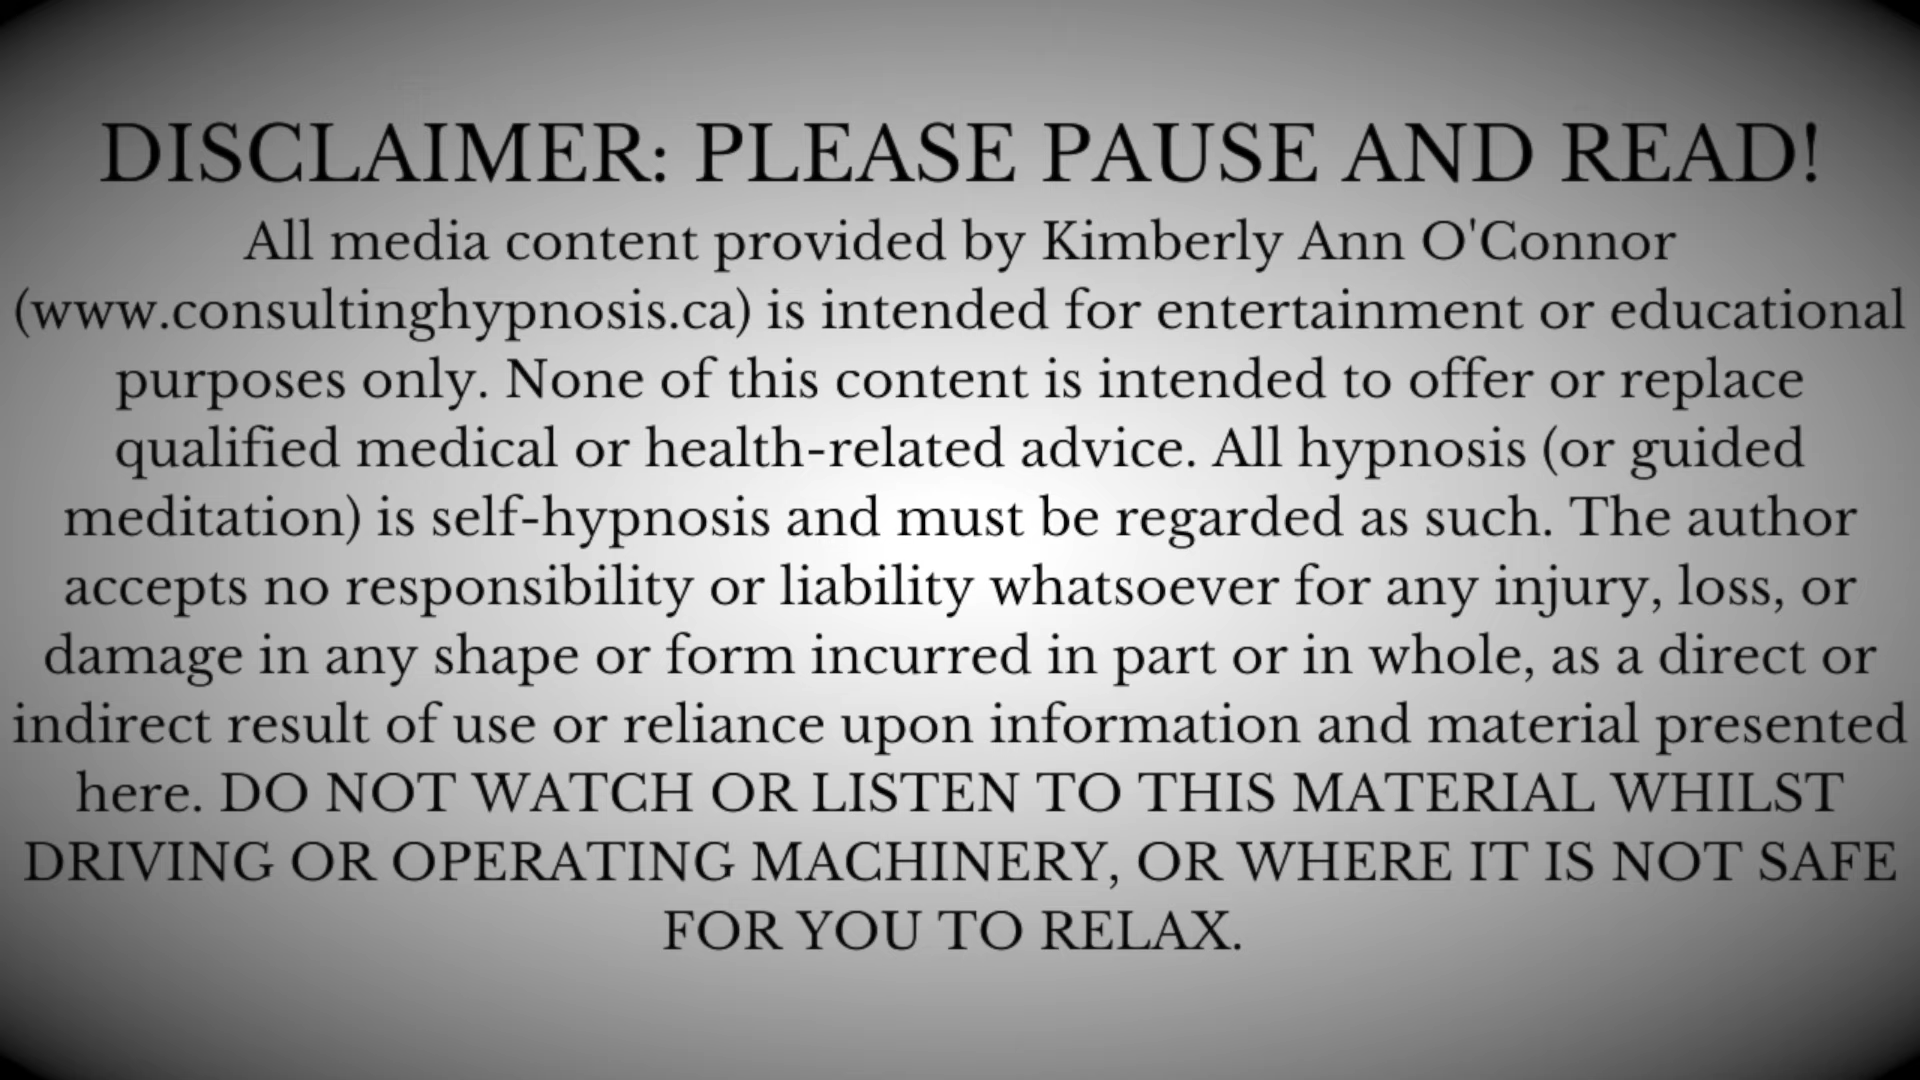 DISCLAIMER: PLEASE PAUSE AND READ!
All media content provided by Kimberly Ann O'Connor
(www.consultinghypnosis.ca) is intended for entertainment or educational
purposes only. None of this content is intended to offer or replace
qualified medical or health-related advice. All hypnosis (or guided
meditation) is self-hypnosis and must be regarded as such. The author
accepts no responsibility or liability whatsoever for any injury, loss, or
damage in any shape or form incurred in part or in whole, as a direct or
indirect result of use or reliance upon information and material presented
here. DO NOT WATCH OR LISTEN TO THIS MATERIAL WHILST
DRIVING OR OPERATING MACHINERY, OR WHERE IT IS NOT SAFE
FOR YOU TO RELAX.